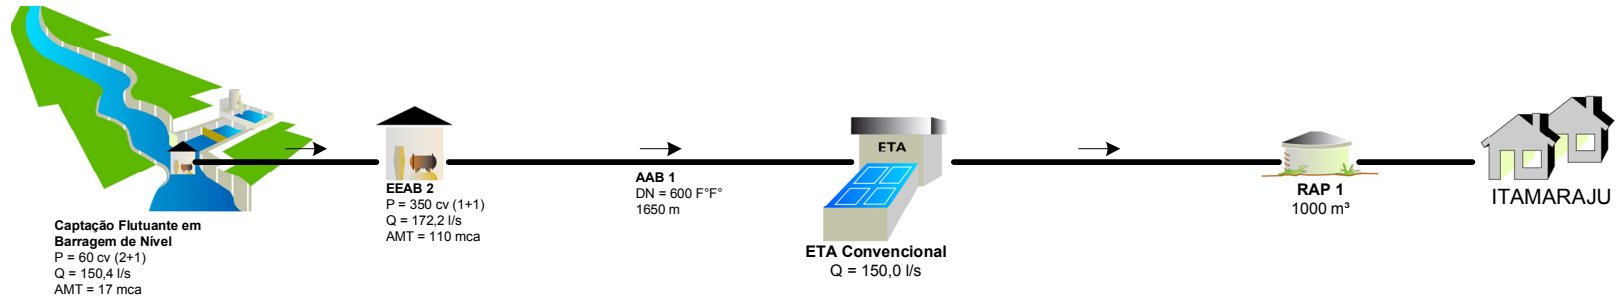 Captação Flutuante em
Barragem de Nível
P = 60 cv (2+1)
Q = 150,4 l/s
AMT = 17 mca
EEAB 2
P = 350 cv (1+1)
Q = 172,2 l/s
AMT = 110 mca
AAB 1
DN = 600 F°F°
1650 m
ETA
ETA Convencional
Q = 150,0 l/s
RAP 1
1000 m³
ITAMARAJU